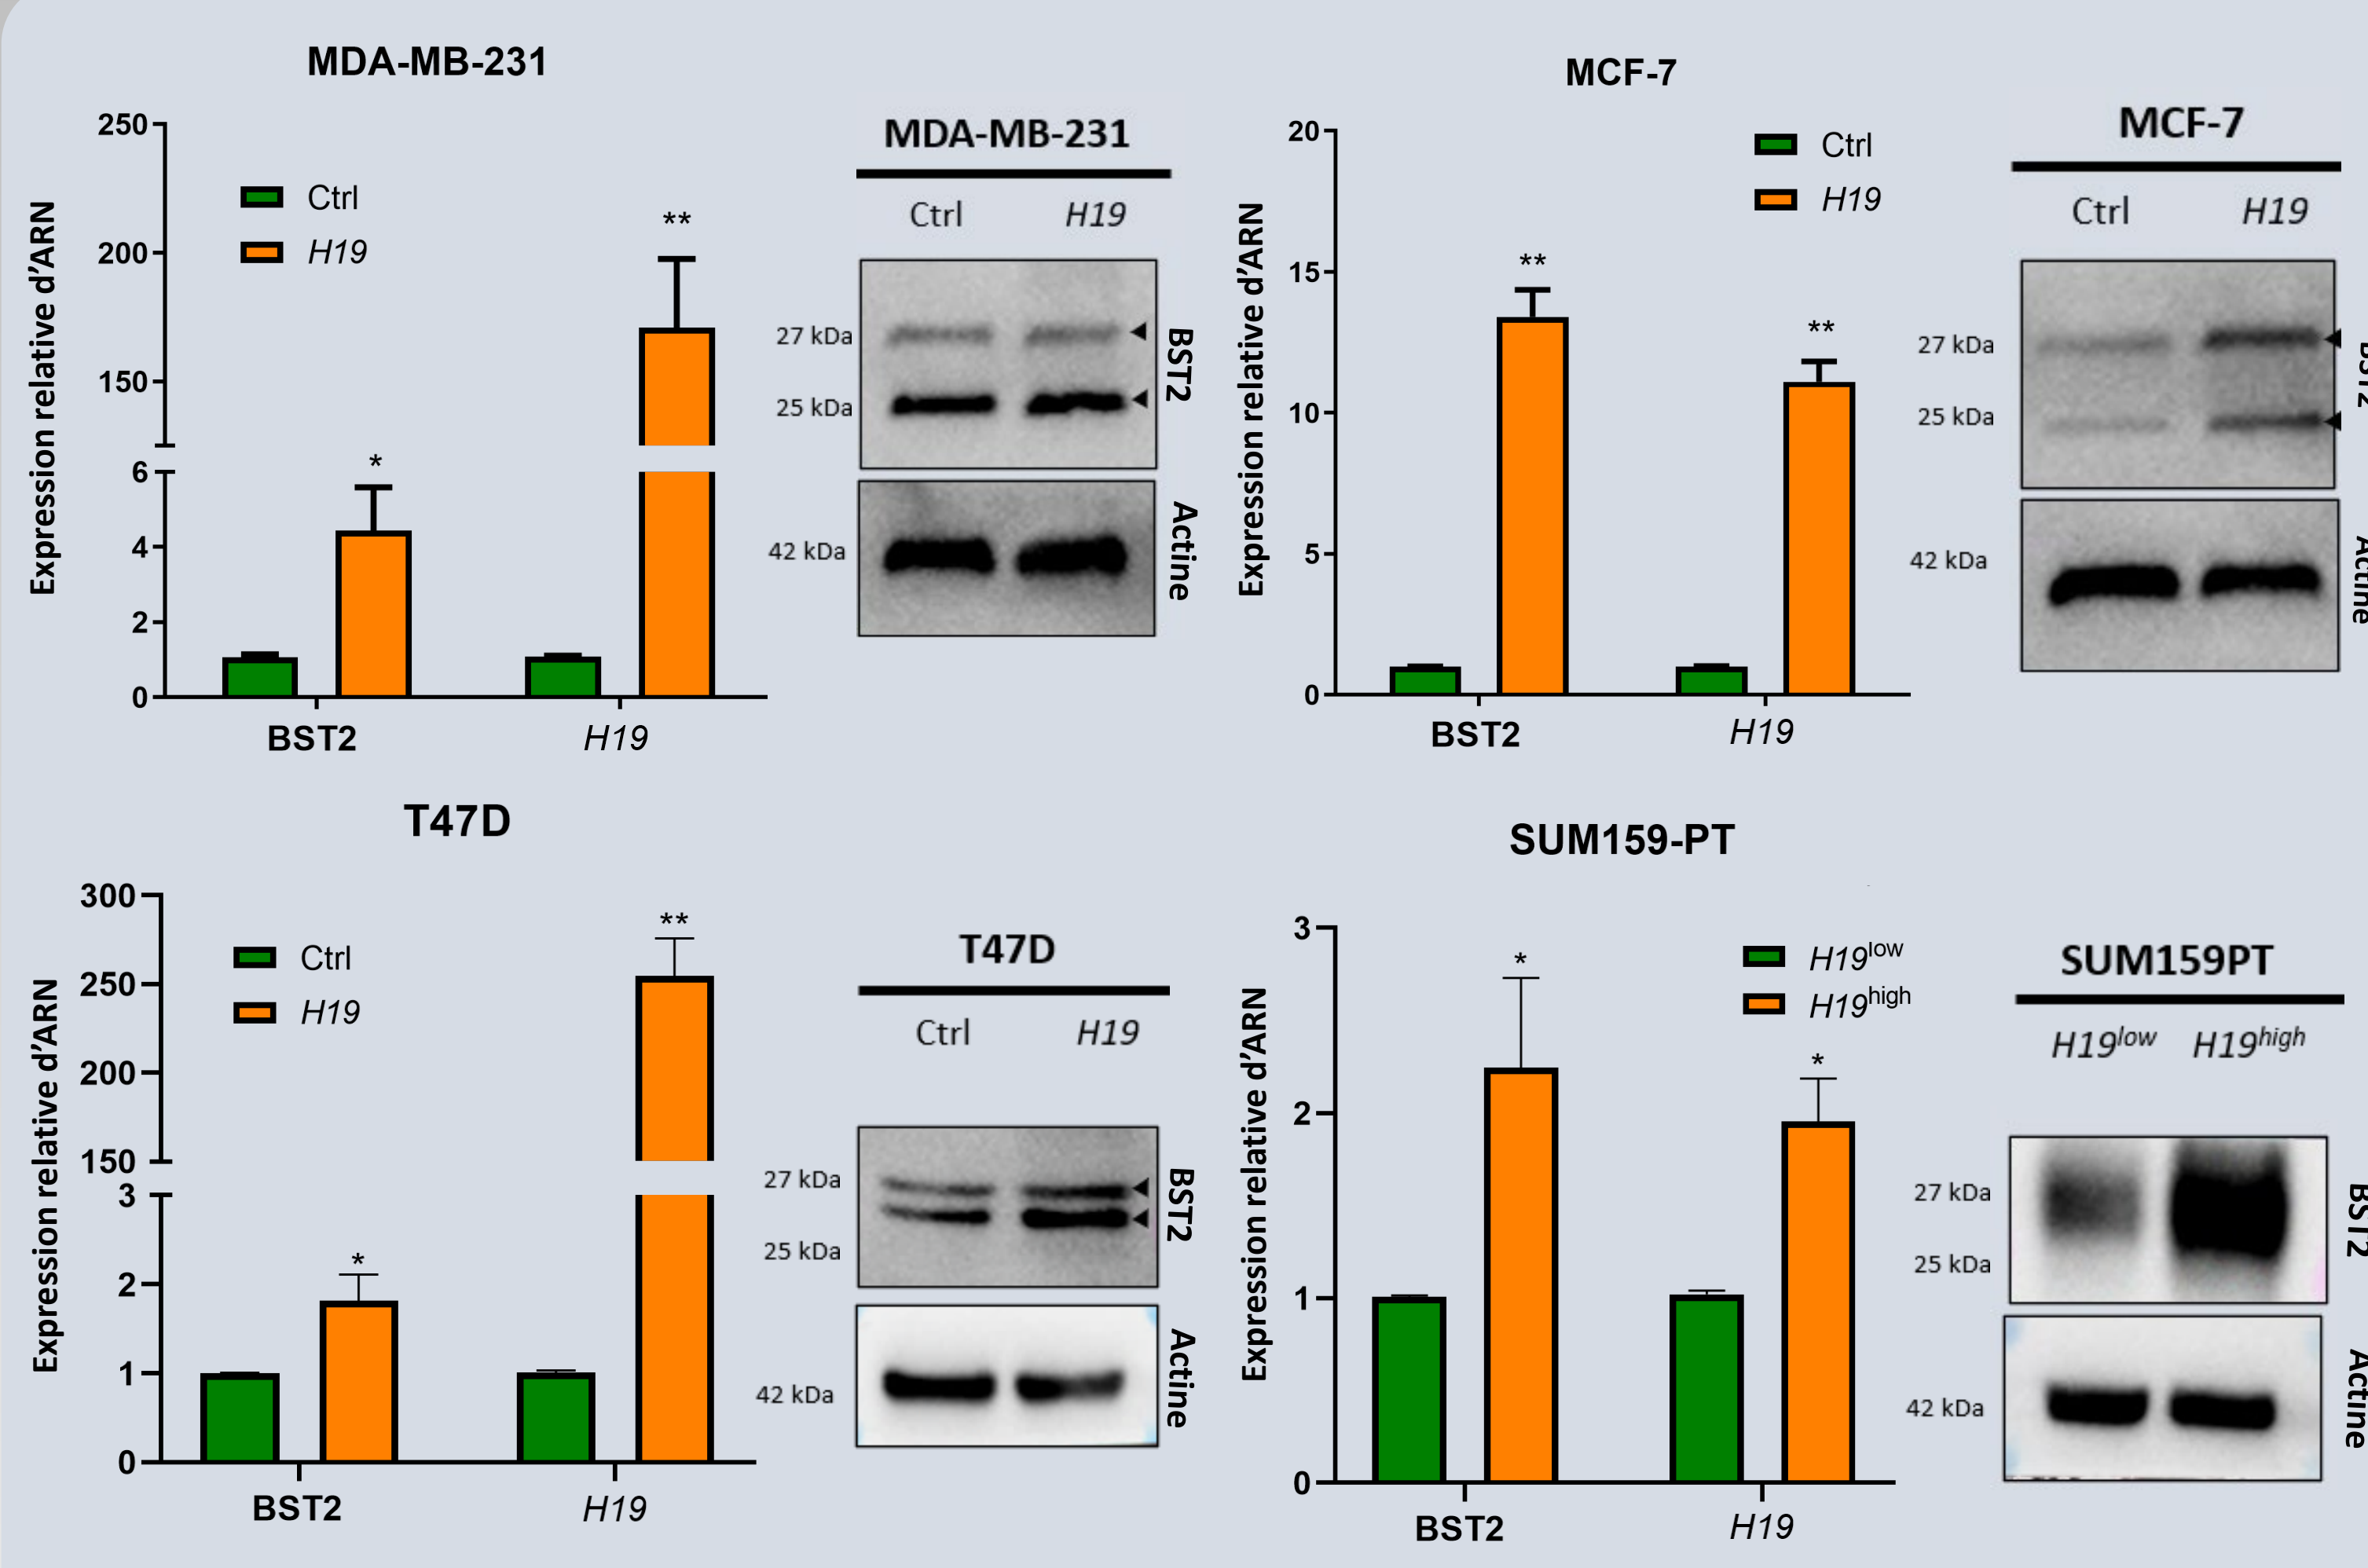 MDA-MB-231
Expression relative d’ARN
250
200
150
6
4
2
0
Ctrl
H19
*
**
BST2
H19
MDA-MB-231
Ctrl H19
27 kDa
25 kDa
BST2
42 kDa
Actine
MCF-7
Expression relative d’ARN
20
15
10
5
0
Ctrl
H19
**
**
BST2
H19
MCF-7
Ctrl H19
27 kDa
25 kDa
BST2
42 kDa
Actine
T47D
Expression relative d’ARN
300
250
200
150
3
2
1
0
Ctrl
H19
*
**
BST2
H19
T47D
Ctrl H19
27 kDa
25 kDa
BST2
42 kDa
Actine
SUM159-PT
Expression relative d’ARN
3
2
1
0
H19low
H19high
*
*
BST2
H19
SUM159PT
H19low H19high
27 kDa
25 kDa
BST2
42 kDa
Actine